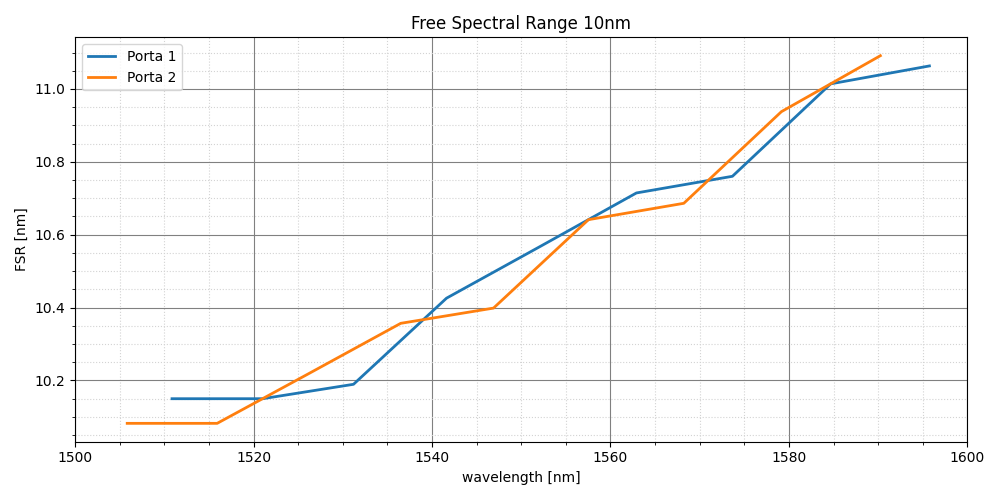 Free Spectral Range 10nm
Porta 1
Porta 2
FSR [nm]
11.0
10.8
10.6
10.4
10.2
1500 1520 1540 1560 1580 1600
wavelength [nm]